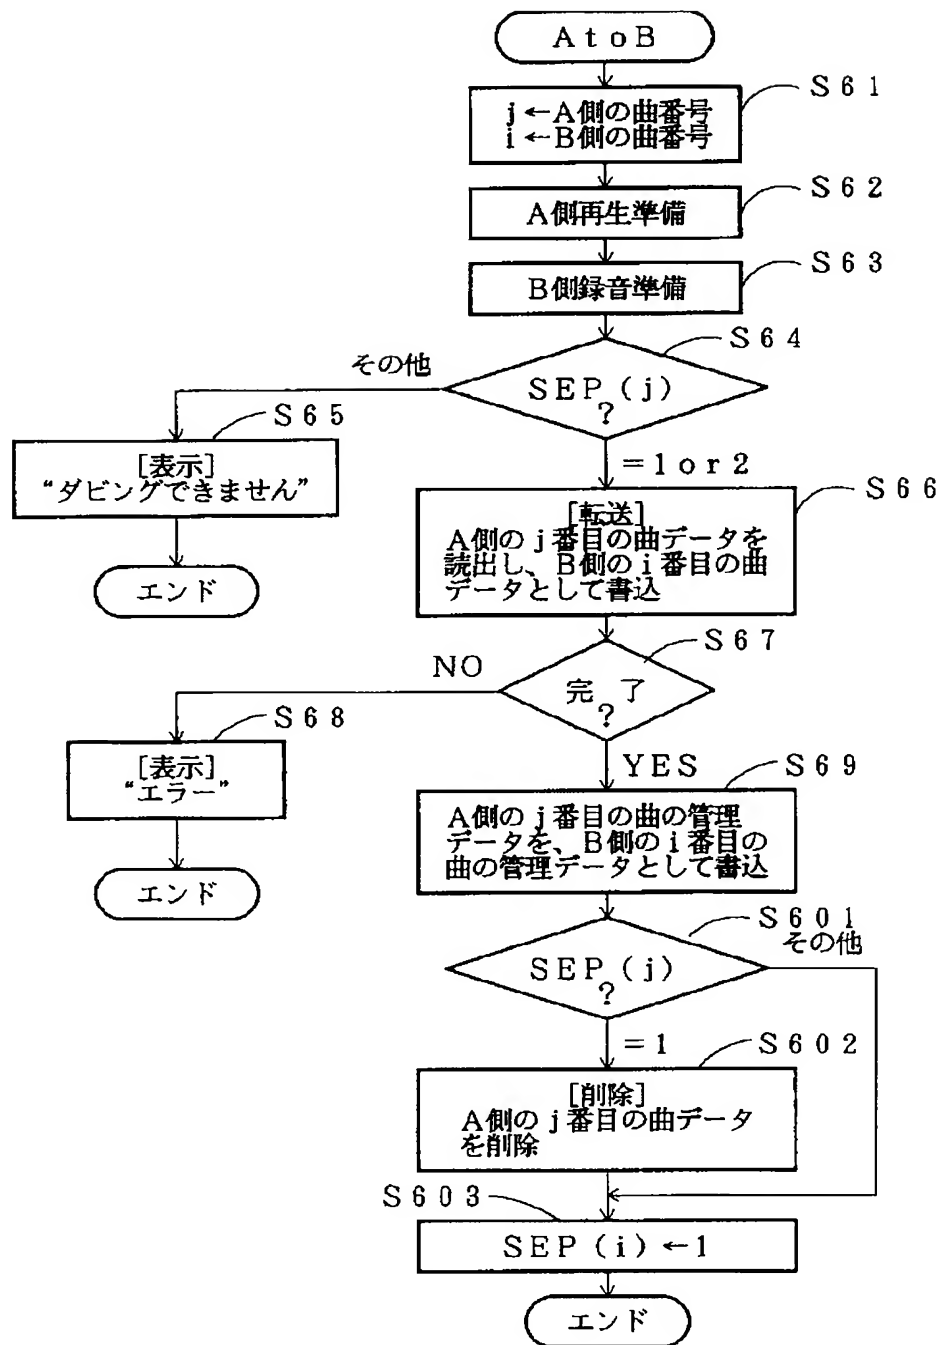 AtoB
S61
j←A側の曲番号
i←B側の曲番号
S62
A側再生準備
S63
B側録音準備
S64
その他
SEP(j)
?
S65
[表示]
“ダビングできません”
=1or2
S66
[転送]
A側のj番目の曲データを
読出し、B側のi番目の曲
データとして書込
エンド
S67
NO
完了
?
S68
[表示]
“エラー”
YES
S69
A側のj番目の曲の管理
データを、B側のi番目の
曲の管理データとして書込
エンド
S601
その他
SEP(j)
?
=1
S602
[削除]
A側のj番目の曲データ
を削除
S603
SEP(i)←1
エンド